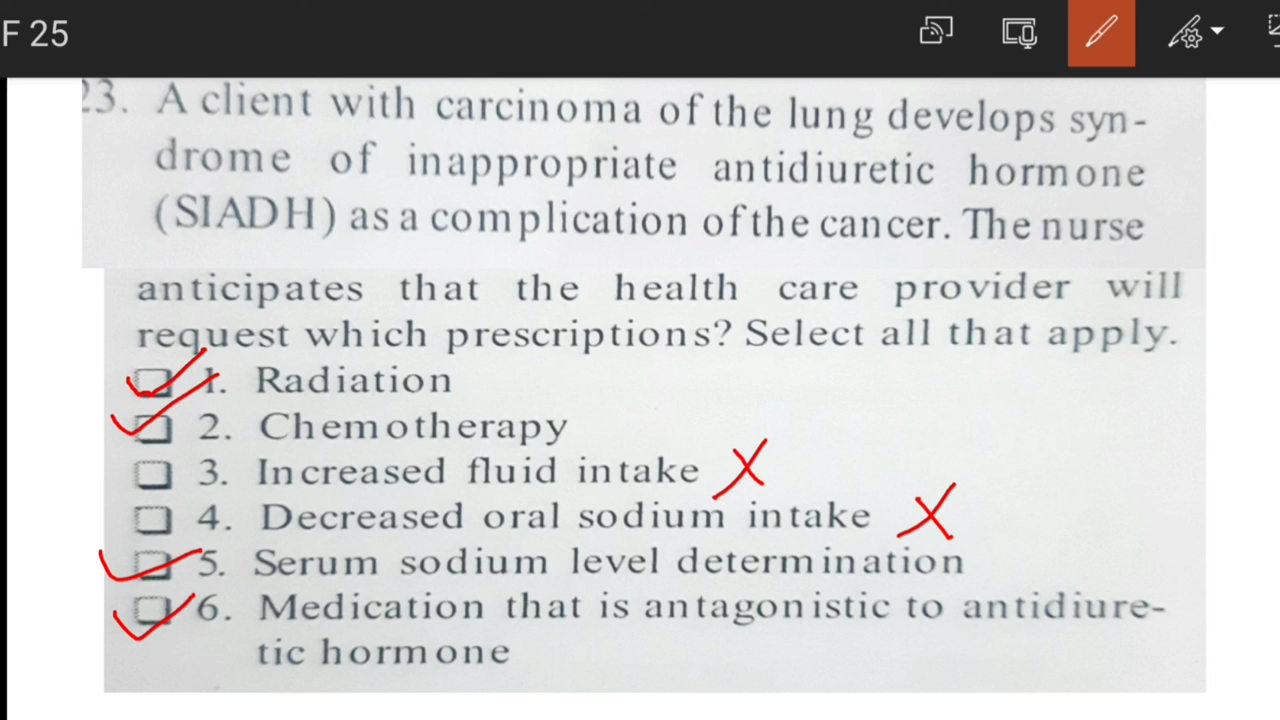 F 25
23. A client with carcinoma of the lung develops syn-
drome of inappropriate antidiuretic hormone
(SIADH) as a complication of the cancer. The nurse
anticipates that the health care provider will
request which prescriptions? Select all that apply.
1. Radiation
2. Chemotherapy
3. Increased fluid intake
4. Decreased oral sodium intake
5. Serum sodium level determination
6. Medication that is antagonistic to antidiure-
tic hormone